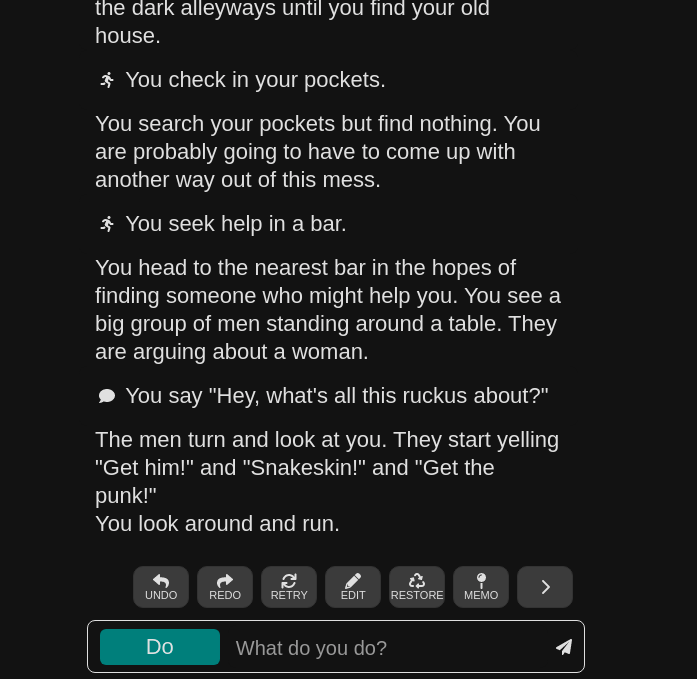 the dark alleyways until you find your old
house.
You check in your pockets.
You search your pockets but find nothing. You
are probably going to have to come up with
another way out of this mess.
You seek help in a bar.
You head to the nearest bar in the hopes of
finding someone who might help you. You see a
big group of men standing around a table. They
are arguing about a woman.
You say "Hey, what's all this ruckus about?"
The men turn and look at you. They start yelling
"Get him!" and "Snakeskin!" and "Get the
punk!"
You look around and run.
UNDO REDO RETRY EDIT RESTORE MEMO
Do What do you do?